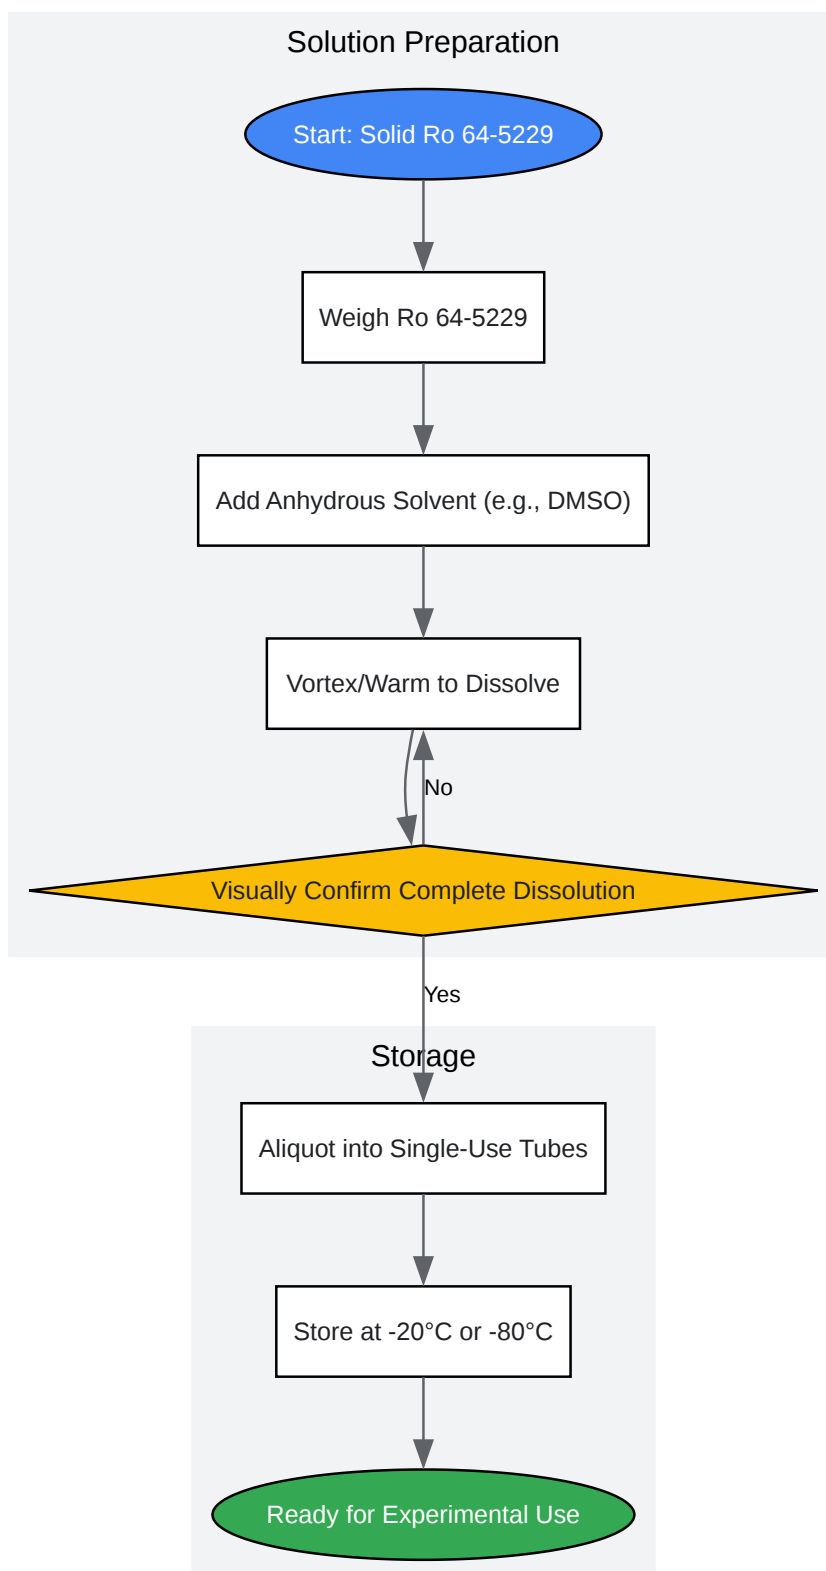 Solution Preparation
Start: Solid Ro 64-5229
Weigh Ro 64-5229
Add Anhydrous Solvent (e.g., DMSO)
Vortex/Warm to Dissolve
No
Visually Confirm Complete Dissolution
Yes
Storage
Aliquot into Single-Use Tubes
Store at -20°C or -80°C
Ready for Experimental Use